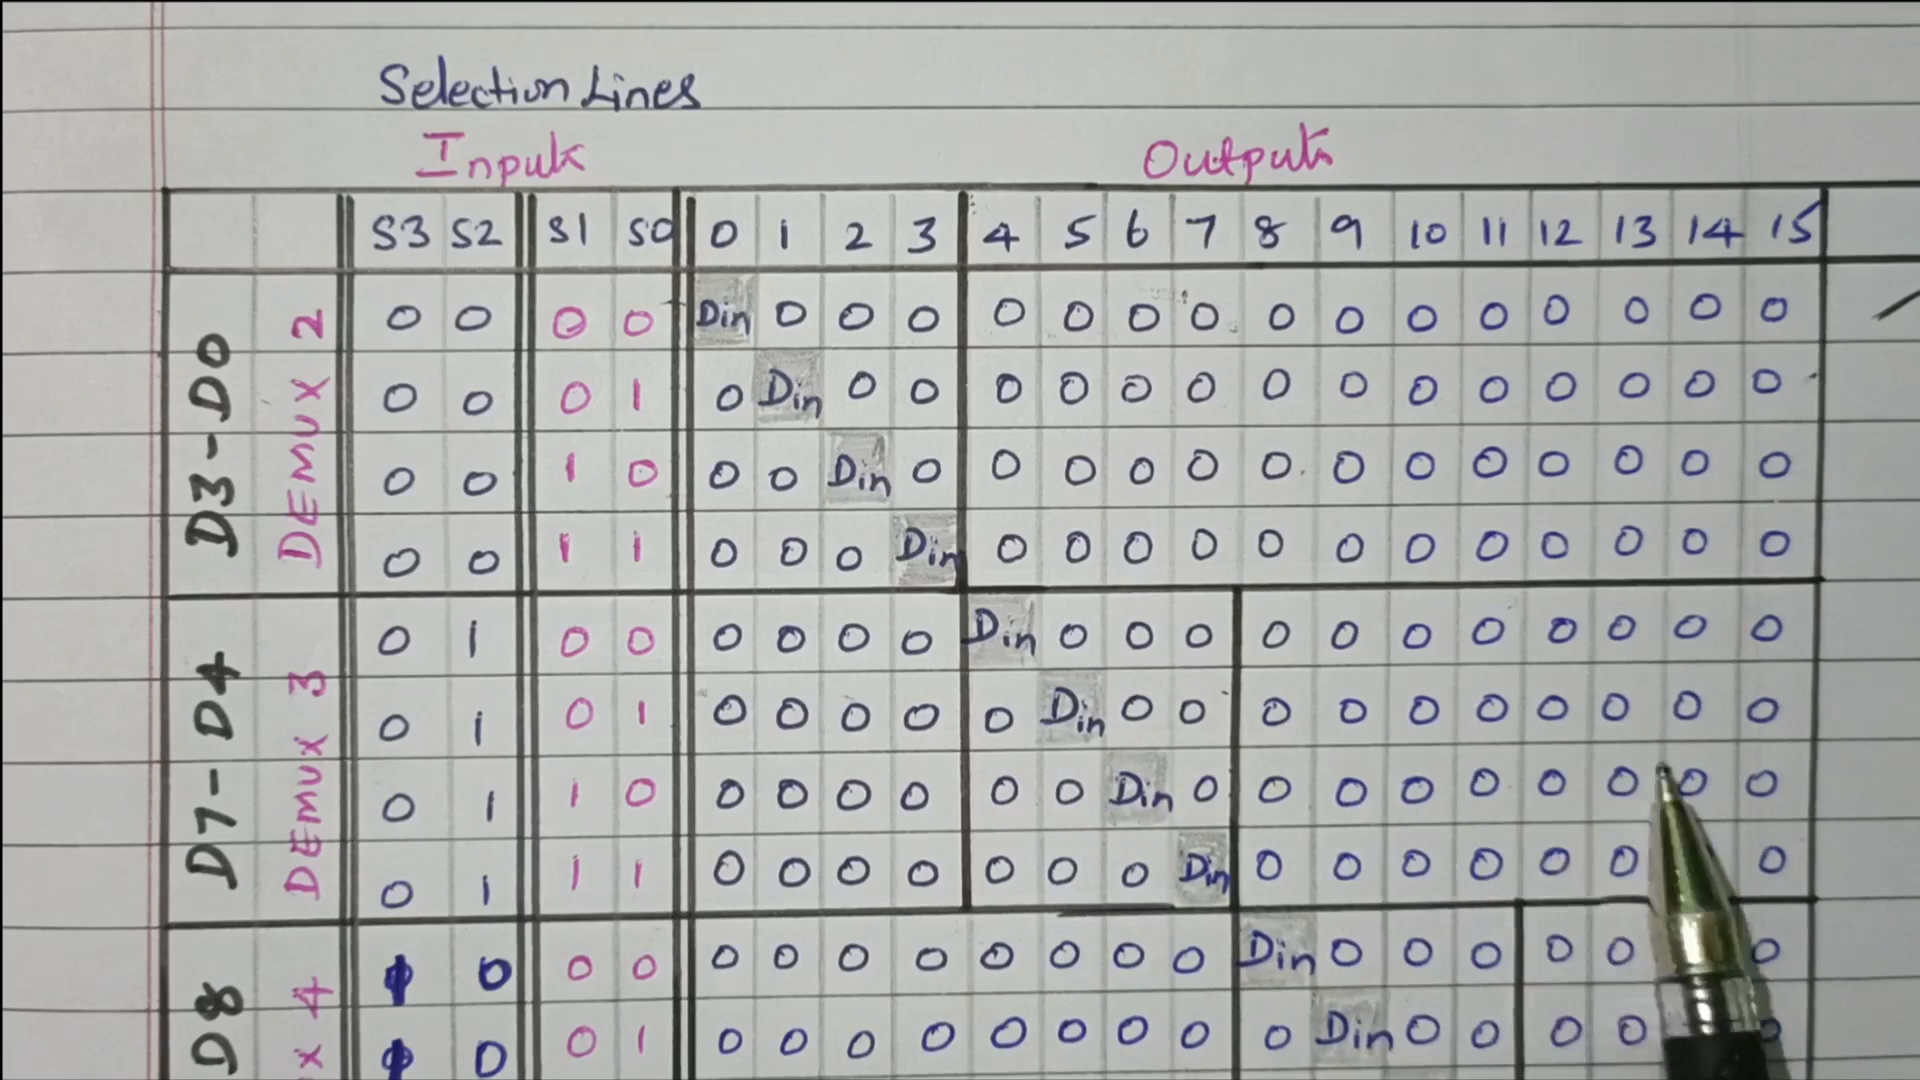 Selection Lines
Inputs Outputs
S3 S2 S1 S0 0 1 2 3 4 5 6 7 8 9 10 11 12 13 14 15
D3-D0
DEMUX 2
0 0 0 0 Din 0 0 0 0 0 0 0 0 0 0 0 0 0 0 0
0 0 0 1 0 Din 0 0 0 0 0 0 0 0 0 0 0 0 0 0
0 0 1 0 0 0 Din 0 0 0 0 0 0 0 0 0 0 0 0 0
0 0 1 1 0 0 0 Din 0 0 0 0 0 0 0 0 0 0 0 0
D7-D4
DEMUX 3
0 1 0 0 0 0 0 0 Din 0 0 0 0 0 0 0 0 0 0 0
0 1 0 1 0 0 0 0 0 Din 0 0 0 0 0 0 0 0 0 0
0 1 1 0 0 0 0 0 0 0 Din 0 0 0 0 0 0 0 0 0
0 1 1 1 0 0 0 0 0 0 0 Din 0 0 0 0 0 0 0
D8
x 4
1 0 0 0 0 0 0 0 0 0 0 0 Din 0 0 0 0 0 0
1 0 0 1 0 0 0 0 0 0 0 0 0 Din 0 0 0 0